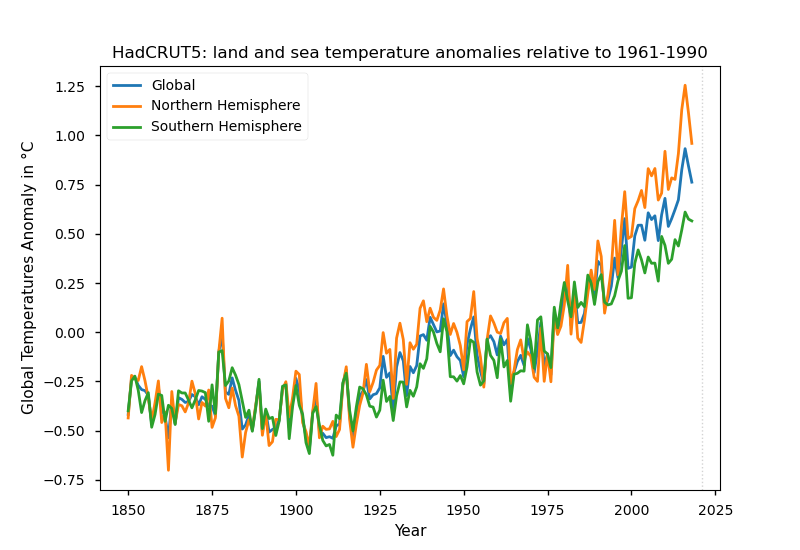 HadCRUT5: land and sea temperature anomalies relative to 1961-1990
Global
Northern Hemisphere
Southern Hemisphere
Global Temperatures Anomaly in °C
1.25
1.00
0.75
0.50
0.25
0.00
−0.25
−0.50
−0.75
1850 1875 1900 1925 1950 1975 2000 2025
Year